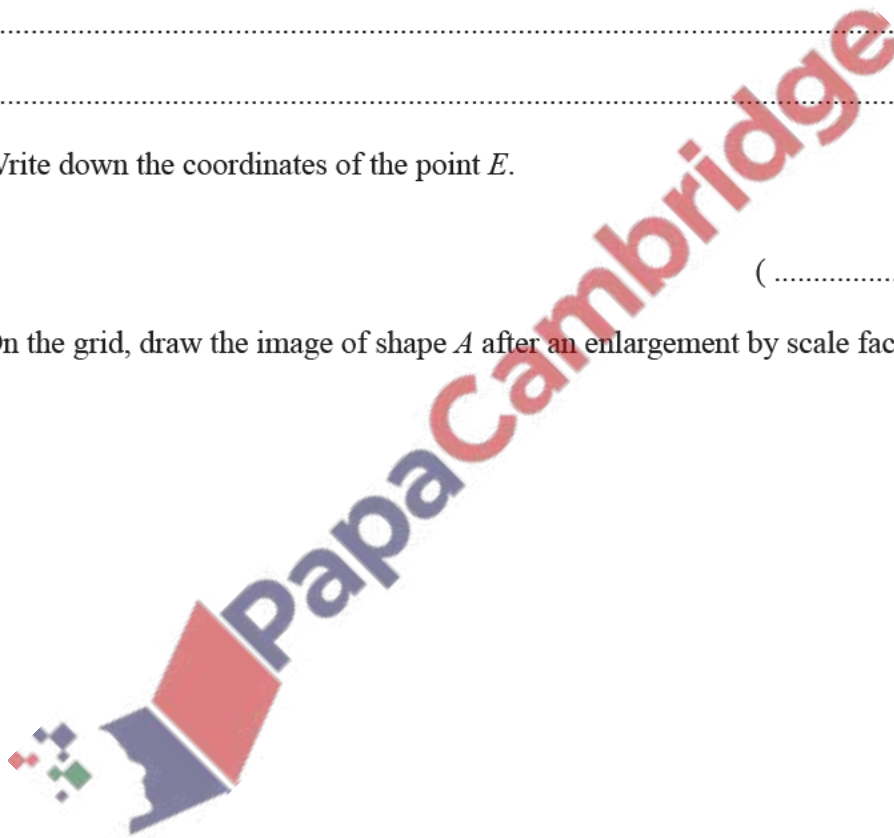 ................................................................
................................................................
Write down the coordinates of the point E.
( ...............
On the grid, draw the image of shape A after an enlargement by scale fac
PapaCambridge